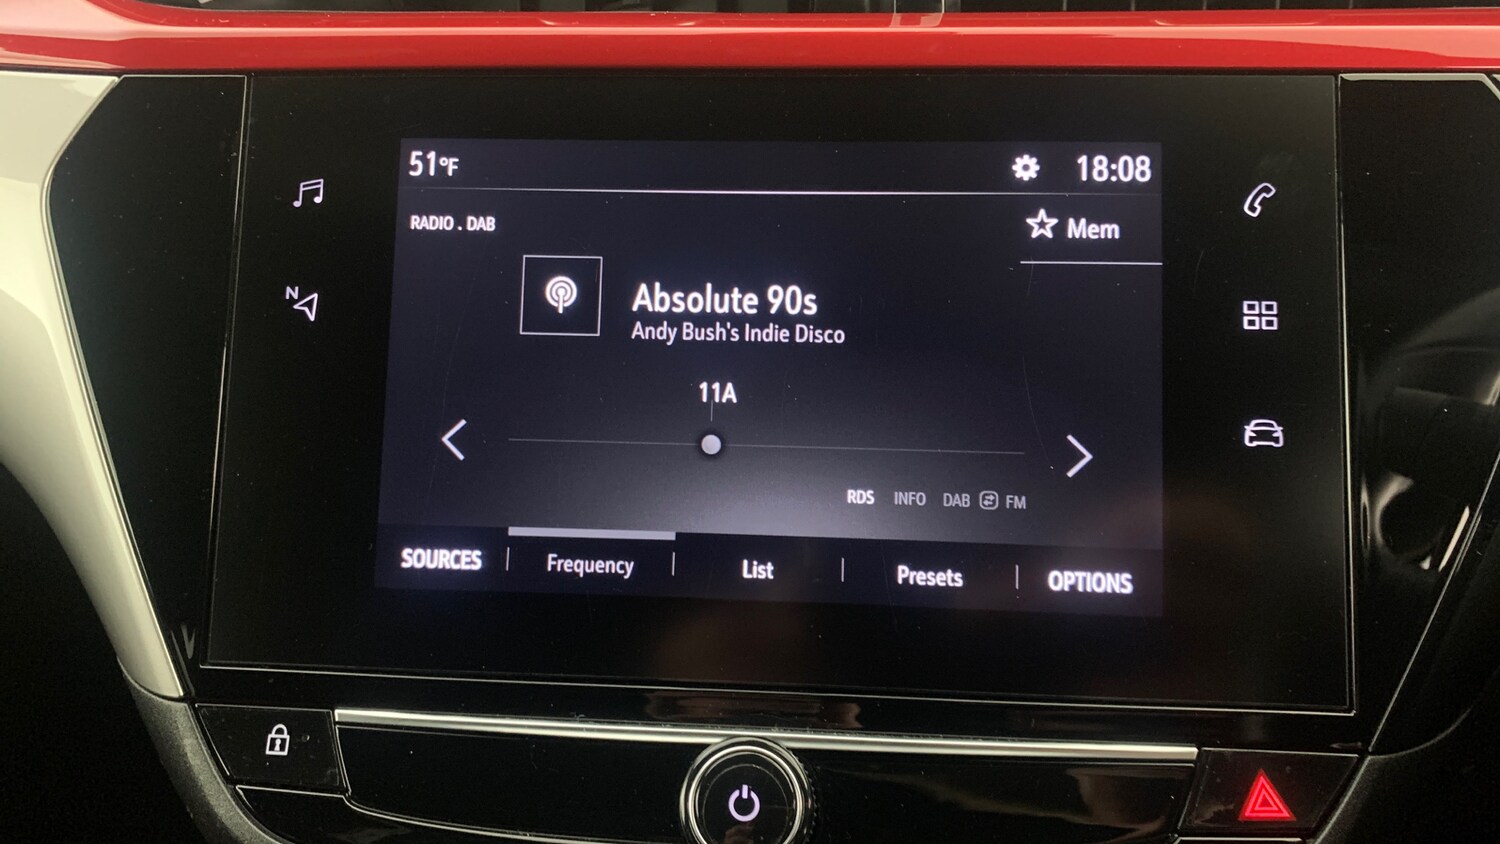 51°F
18:08
RADIO . DAB
Mem
Absolute 90s
Andy Bush's Indie Disco
N
11A
RDS INFO DAB FM
SOURCES Frequency List Presets OPTIONS